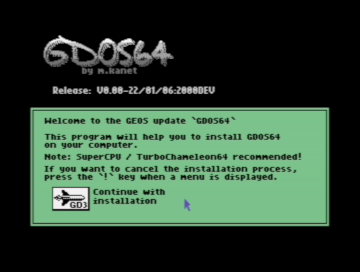 GDOS64
by m.kanet
Release: V0.00-22/01/06:2000DEV
Welcome to the GEOS update `GDOS64`
This program will help you to install GDOS64
on your computer.
Note: SuperCPU / TurboChameleon64 recommended!
If you want to cancel the installation process,
press the `!` key when a menu is displayed.
GD3
Continue with
installation